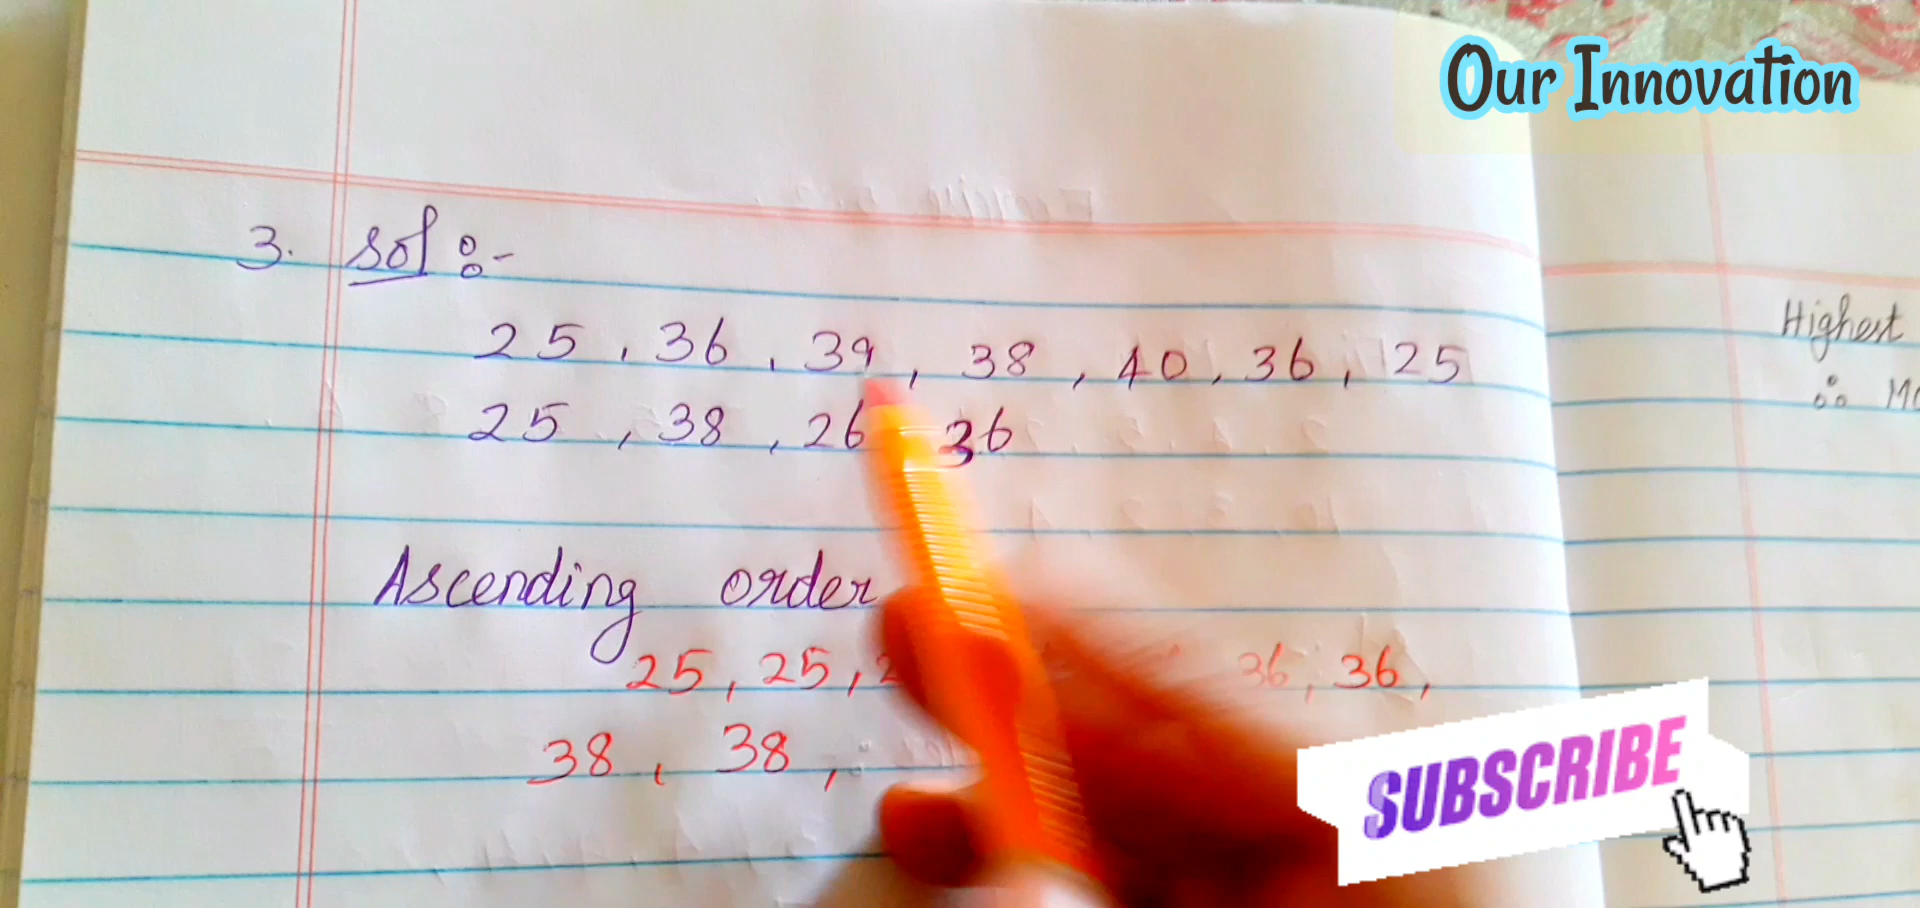 Our Innovation
3. sol :-
25, 36, 39, 38, 40, 36, 25
25, 38, 26 36
Ascending order
25, 25, 36, 36,
38, 38,
Highest
∴
SUBSCRIBE